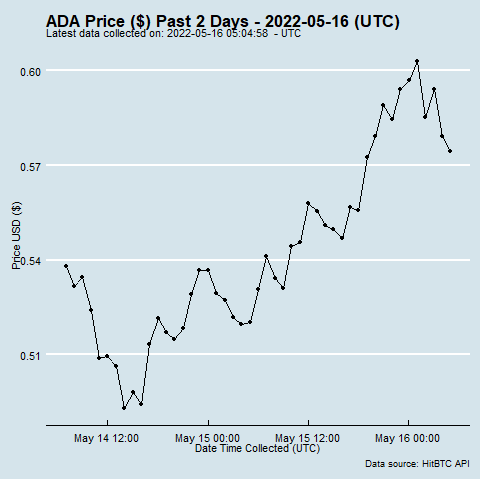 ADA Price ($) Past 2 Days - 2022-05-16 (UTC)
Latest data collected on: 2022-05-16 05:04:58 - UTC
0.60
0.57
Price USD ($)
0.54
0.51
May 14 12:00
May 15 00:00
May 15 12:00
May 16 00:00
Date Time Collected (UTC)
Data source: HitBTC API